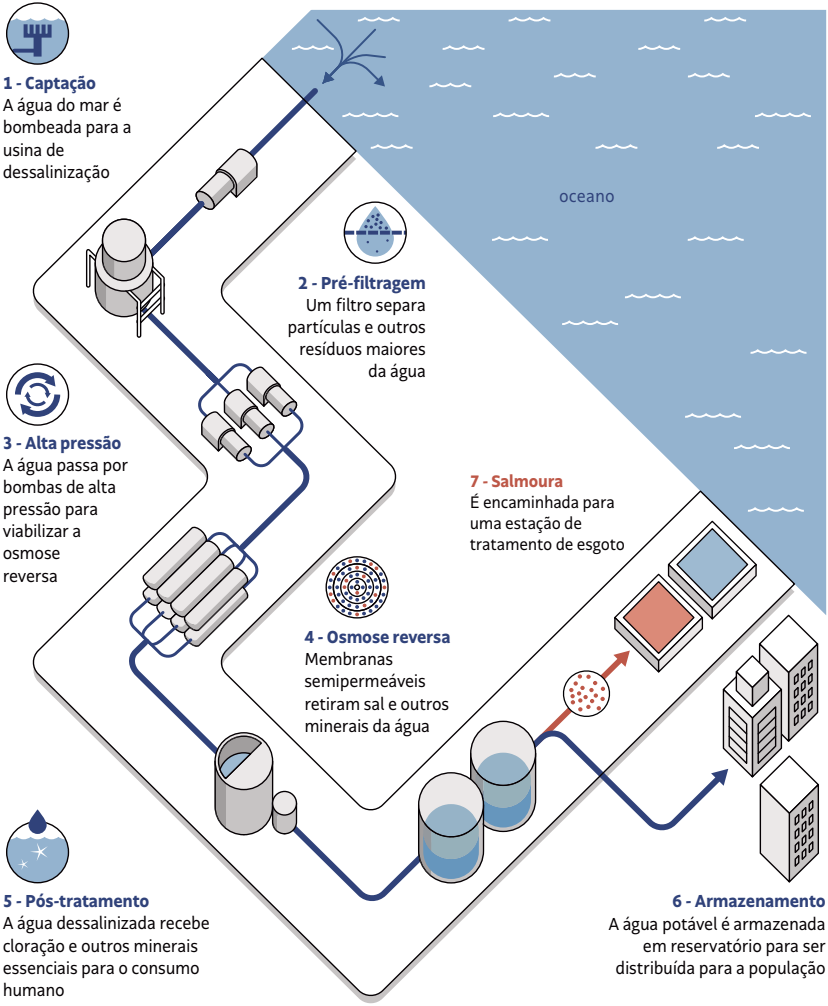 1 - Captação
A água do mar é
bombeada para a
usina de
dessalinização
oceano
2 - Pré-filtragem
Um filtro separa
partículas e outros
resíduos maiores
da água
3 - Alta pressão
A água passa por
bombas de alta
pressão para
viabilizar a
osmose
reversa
7 - Salmoura
É encaminhada para
uma estação de
tratamento de esgoto
4 - Osmose reversa
Membranas
semipermeáveis
retiram sal e outros
minerais da água
5 - Pós-tratamento
A água dessalinizada recebe
cloração e outros minerais
essenciais para o consumo
humano
6 - Armazenamento
A água potável é armazenada
em reservatório para ser
distribuída para a população